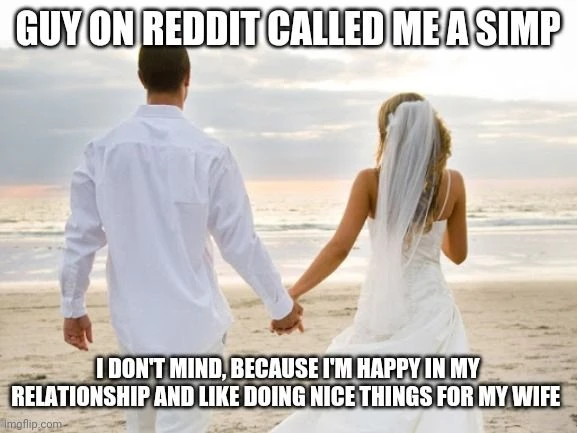 GUY ON REDDIT CALLED ME A SIMP
I DON'T MIND, BECAUSE I'M HAPPY IN MY
RELATIONSHIP AND LIKE DOING NICE THINGS FOR MY WIFE
imgflip.com